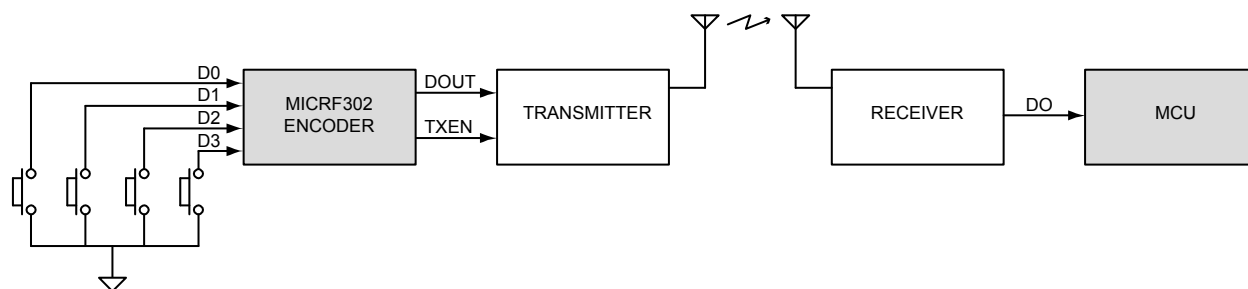 D0
D1
D2
D3
MICRF302
ENCODER
DOUT
TXEN
TRANSMITTER
RECEIVER
DO
MCU